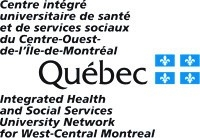 Centre intégré
universitaire de santé
et de services sociaux
du Centre-Ouest-
de-l'Île-de-Montréal
Québec
Integrated Health
and Social Services
University Network
for West-Central Montreal